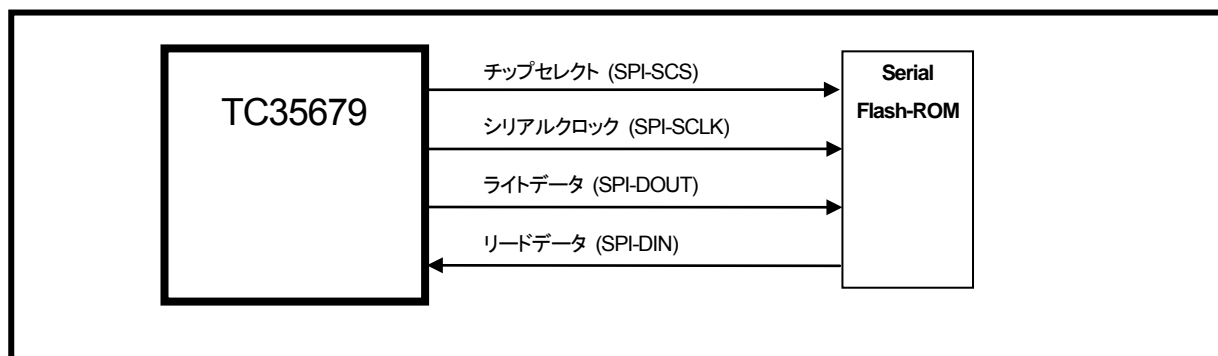 TC35679
チップセレクト (SPI-SCS)
シリアルクロック (SPI-SCLK)
ライトデータ (SPI-DOUT)
リードデータ (SPI-DIN)
Serial
Flash-ROM